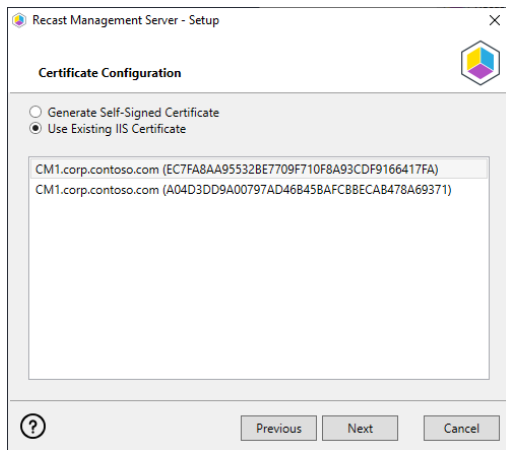 Recast Management Server - Setup
Certificate Configuration
Generate Self-Signed Certificate
Use Existing IIS Certificate
CM1.corp.contoso.com (EC7FA8AA95532BE7709F710F8A93CDF9166417FA)
CM1.corp.contoso.com (A04D3DD9A00797AD46B45BAFCBBECAB478A69371)
?
Previous
Next
Cancel